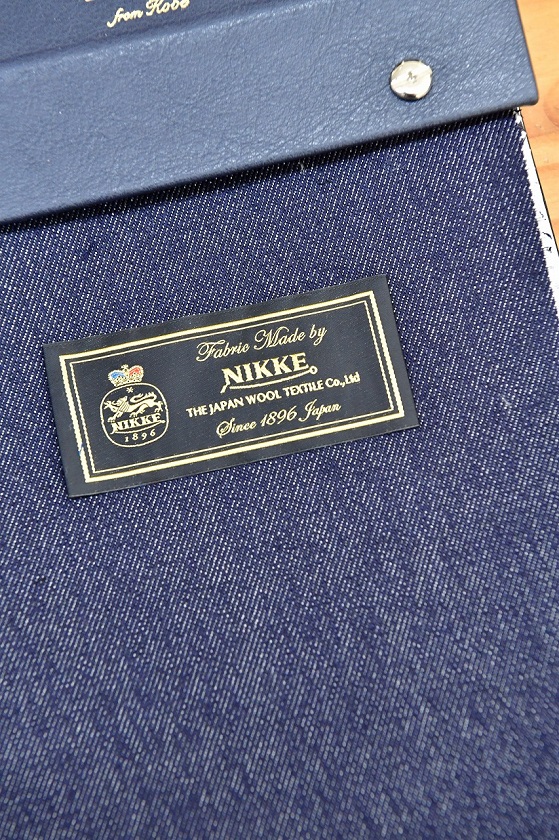 from Kobe
Fabric Made by
NIKKE
THE JAPAN WOOL TEXTILE Co.,Ltd
Since 1896 Japan
NIKKE
1896